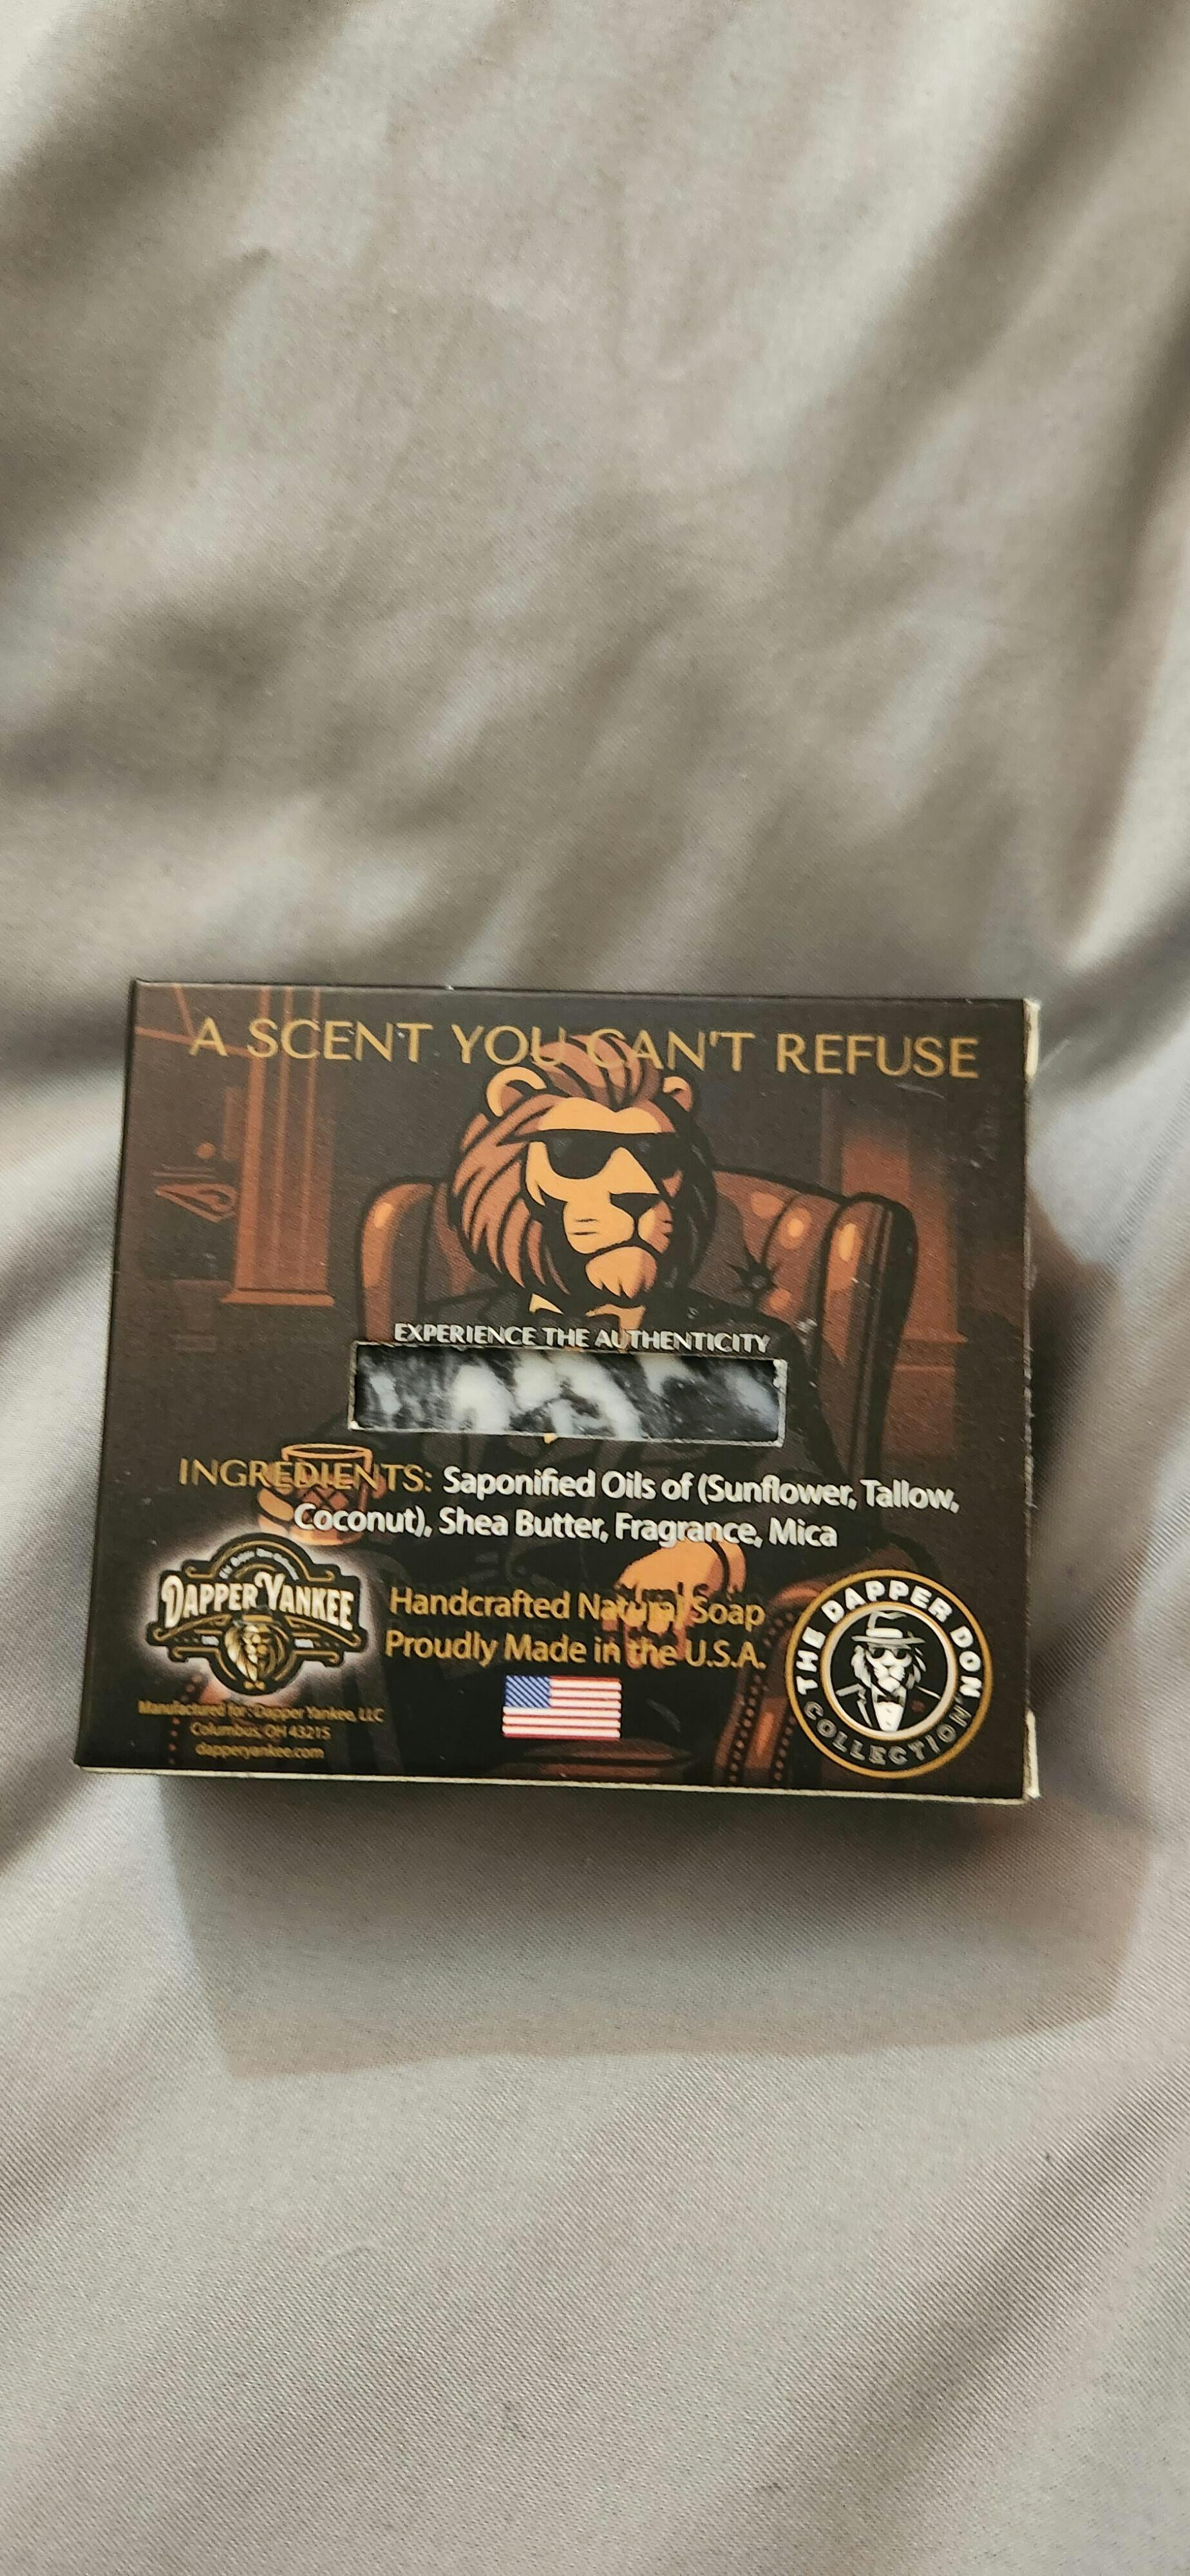 A SCENT YOU CAN'T REFUSE
EXPERIENCE THE AUTHENTICITY
INGREDIENTS: Saponified Oils of (Sunflower, Tallow,
Coconut), Shea Butter, Fragrance, Mica
DAPPER YANKEE
Handcrafted Natural Soap
Proudly Made in the U.S.A.
Manufactured for: Dapper Yankee, LLC
Columbus, OH 43215
dapperyankee.com
THE DAPPER DON
COLLECTION